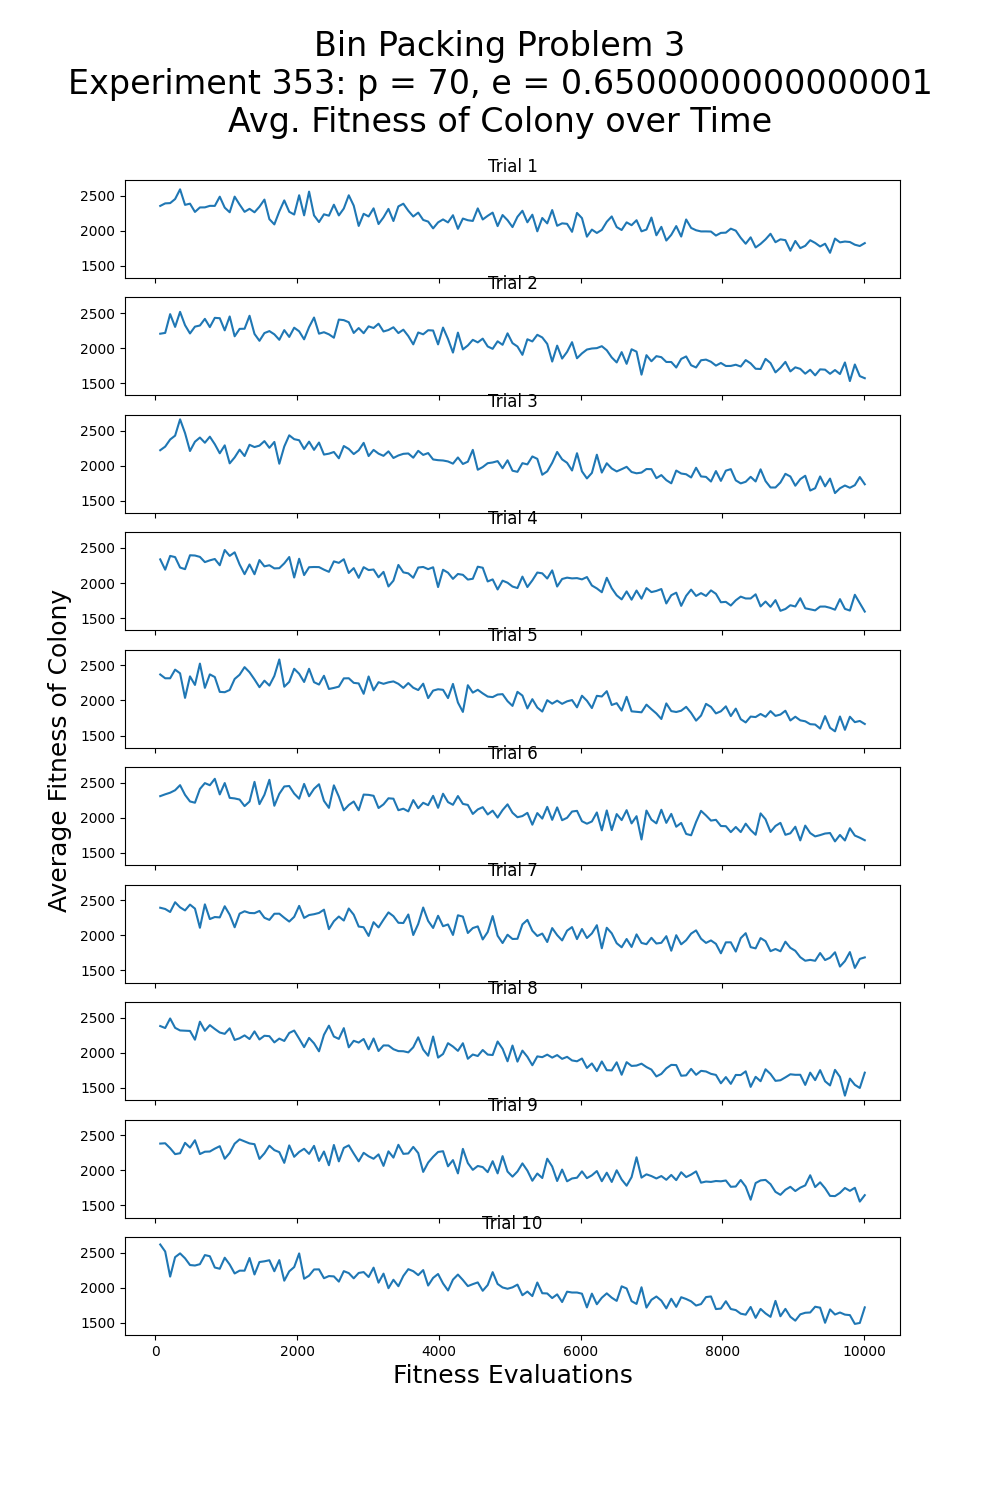 Bin Packing Problem 3
Experiment 353: p = 70, e = 0.6500000000000001
Avg. Fitness of Colony over Time
Trial 1
2500
2000
1500
Trial 2
2500
2000
1500
Trial 3
2500
2000
1500
Trial 4
2500
2000
1500
Trial 5
2500
2000
1500
Trial 6
2500
2000
1500
Trial 7
2500
2000
1500
Trial 8
2500
2000
1500
Trial 9
2500
2000
1500
Trial 10
2500
2000
1500
0 2000 4000 6000 8000 10000
Fitness Evaluations
Average Fitness of Colony